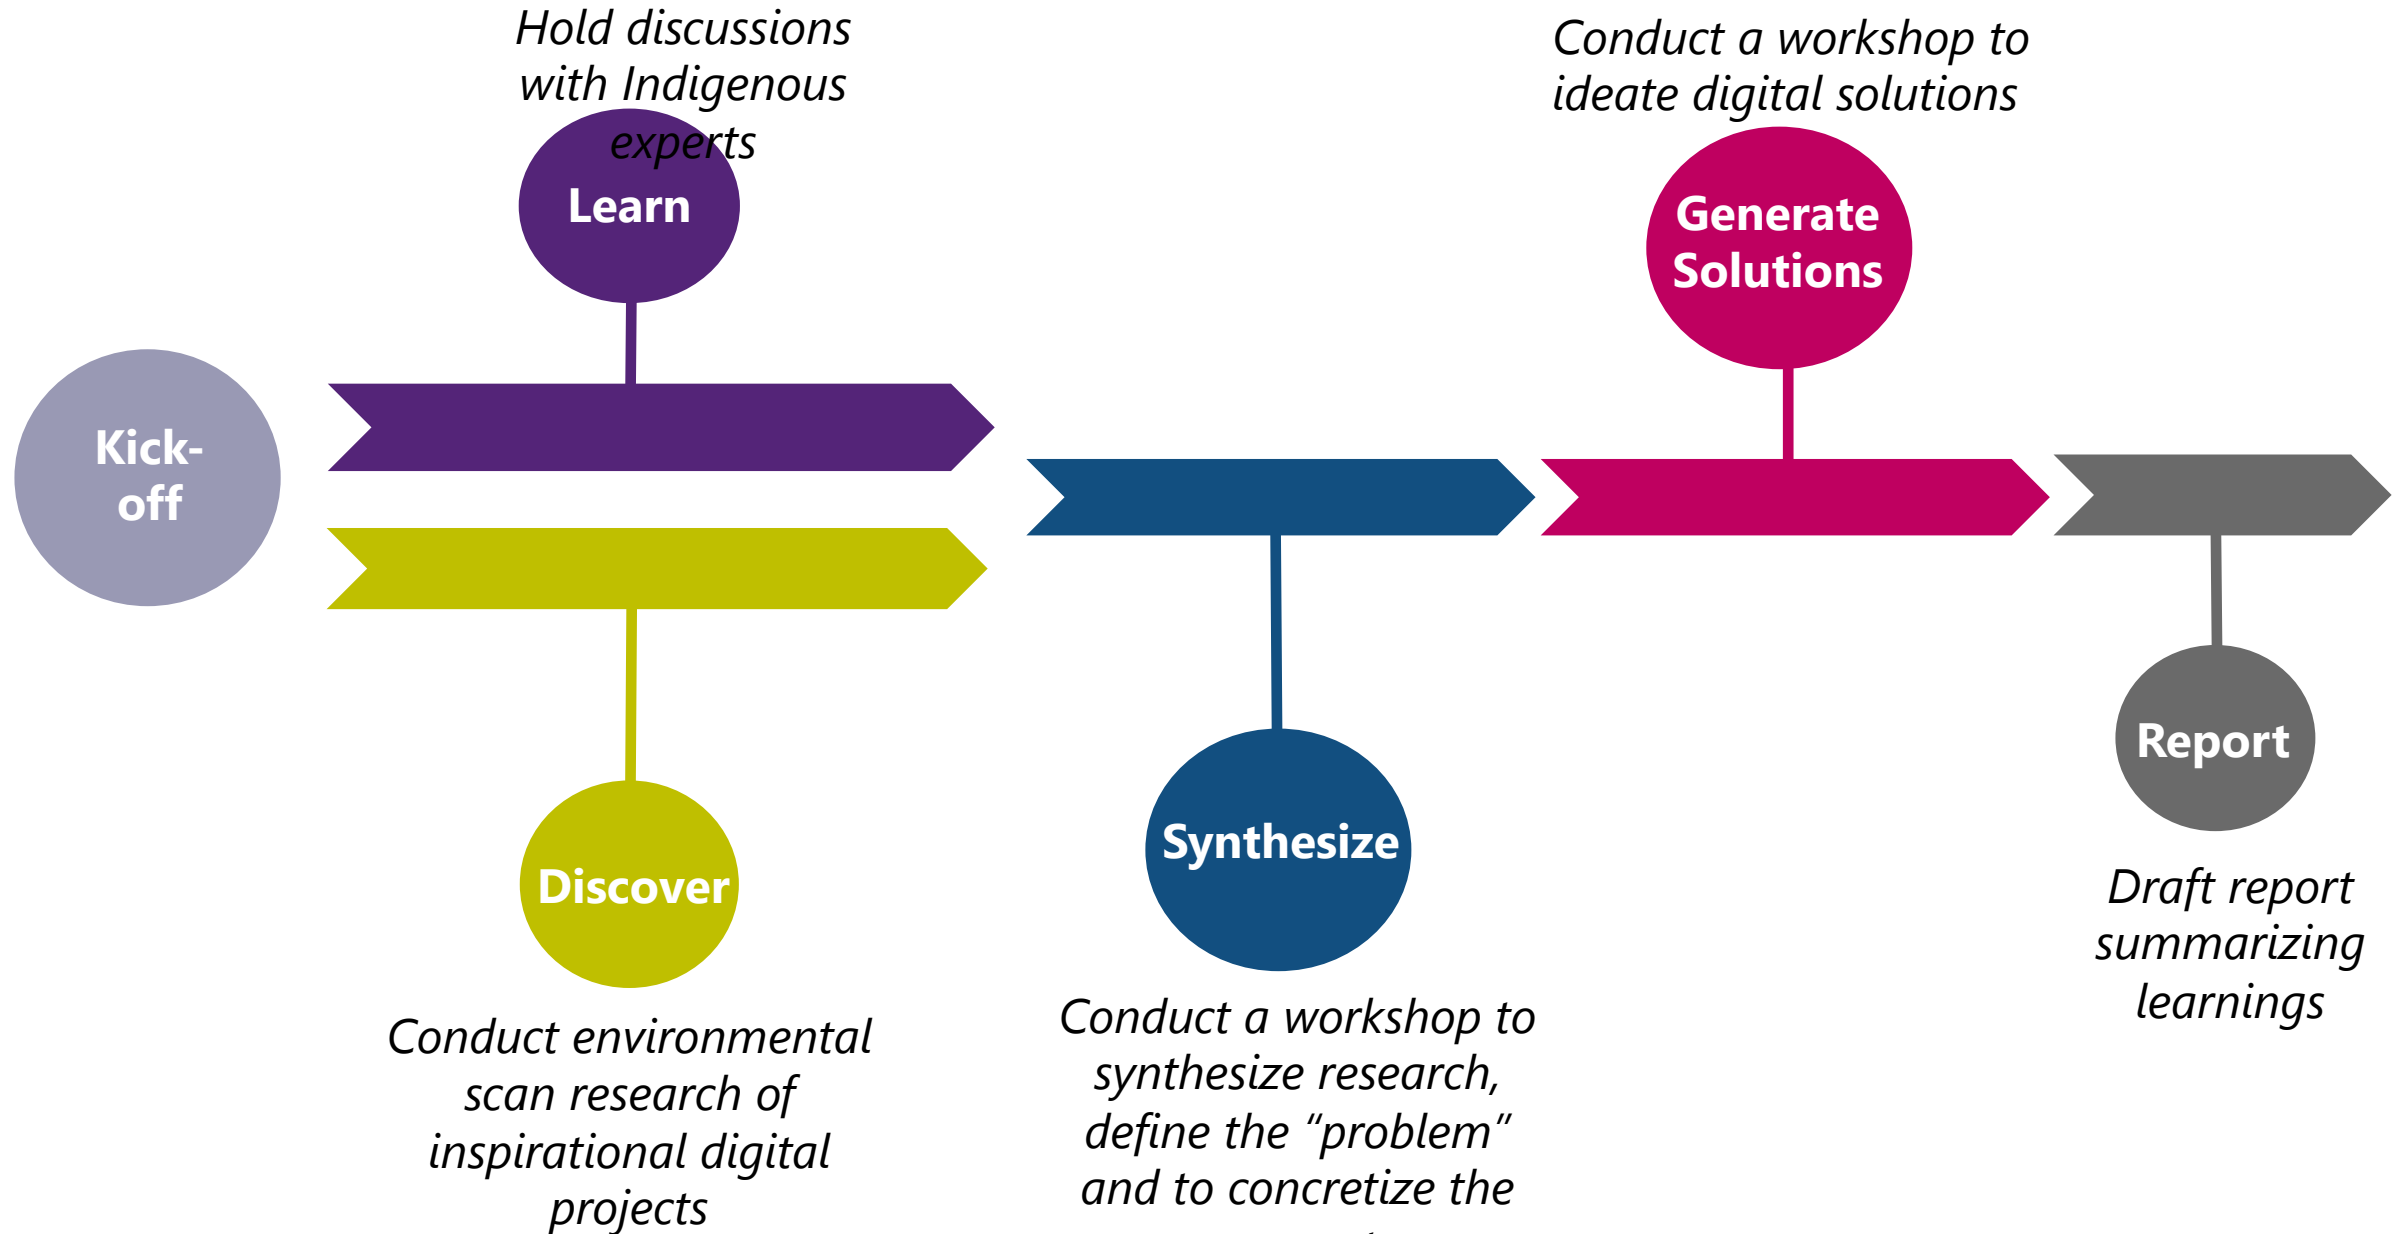 Hold discussions
with Indigenous
experts
Learn
Conduct a workshop to
ideate digital solutions
Generate
Solutions
Kick-
off
Discover
Conduct environmental
scan research of
inspirational digital
projects
Synthesize
Conduct a workshop to
synthesize research,
define the “problem”
and to concretize the
Report
Draft report
summarizing
learnings